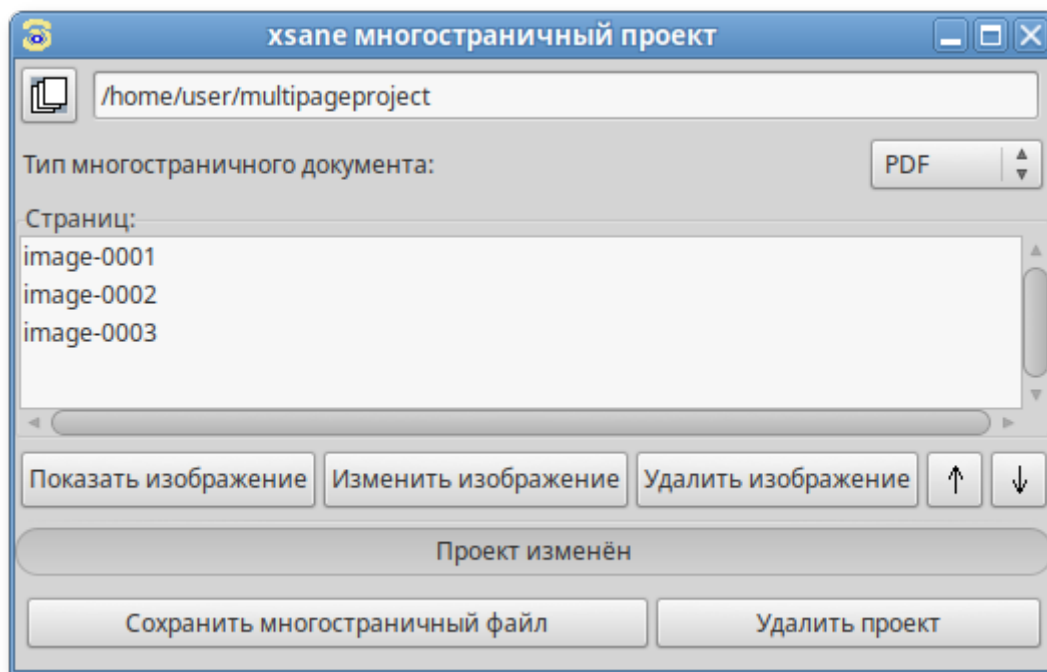 xsane многостраничный проект
/home/user/multipageproject
Тип многостраничного документа: PDF
Страниц:
image-0001
image-0002
image-0003
Показать изображение Изменить изображение Удалить изображение
Проект изменён
Сохранить многостраничный файл Удалить проект